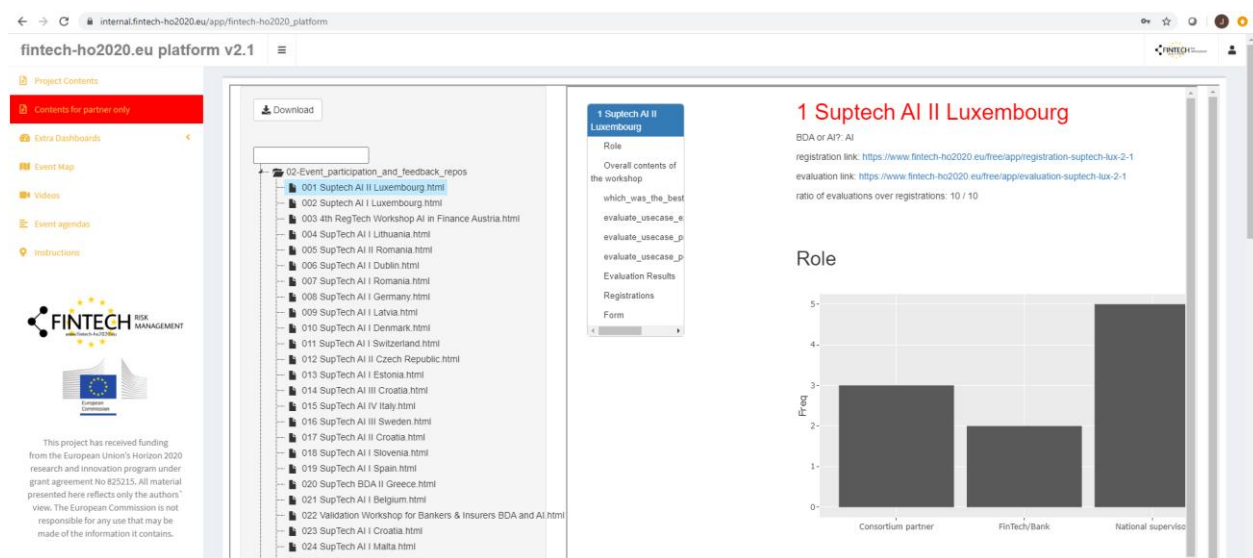 internal.fintech-ho2020.eu/app/fintech-ho2020_platform
fintech-ho2020.eu platform v2.1
FINTECH
Project Contents
Contents for partner only
Extra Dashboards
Event Map
Videos
Event agendas
Instructions
FINTECH RISK
MANAGEMENT
European
Commission
This project has received funding
from the European Union's Horizon 2020
research and innovation program under
grant agreement No 825215. All material
presented here reflects only the authors`
view. The European Commission is not
responsible for any use that may be
made of the information it contains.
Download
02-Event_participation_and_feedback_repos
001 Suptech AI II Luxembourg.html
002 Suptech AI I Luxembourg.html
003 4th RegTech Workshop AI in Finance Austria.html
004 SupTech AI I Lithuania.html
005 SupTech AI II Romania.html
006 SupTech AI I Dublin.html
007 SupTech AI I Romania.html
008 SupTech AI I Germany.html
009 SupTech AI I Latvia.html
010 SupTech AI I Denmark.html
011 SupTech AI I Switzerland.html
012 SupTech AI II Czech Republic.html
013 SupTech AI I Estonia.html
014 SupTech AI III Croatia.html
015 SupTech AI IV Italy.html
016 SupTech AI III Sweden.html
017 SupTech AI II Croatia.html
018 SupTech AI I Slovenia.html
019 SupTech AI I Spain.html
020 SupTech BDA II Greece.html
021 SupTech AI I Belgium.html
022 Validation Workshop for Bankers & Insurers BDA and AI.html
023 SupTech AI I Croatia.html
024 SupTech AI I Malta.html
1 Suptech AI II
Luxembourg
Role
Overall contents of
the workshop
which_was_the_best
evaluate_usecase_e
evaluate_usecase_p
evaluate_usecase_p
Evaluation Results
Registrations
Form
1 Suptech AI II Luxembourg
BDA or AI?: AI
registration link: https://www.fintech-ho2020.eu/free/app/registration-suptech-lux-2-1
evaluation link: https://www.fintech-ho2020.eu/free/app/evaluation-suptech-lux-2-1
ratio of evaluations over registrations: 10 / 10
Role
5
4
3
2
1
0
Freq
Consortium partner
FinTech/Bank
National superviso
J